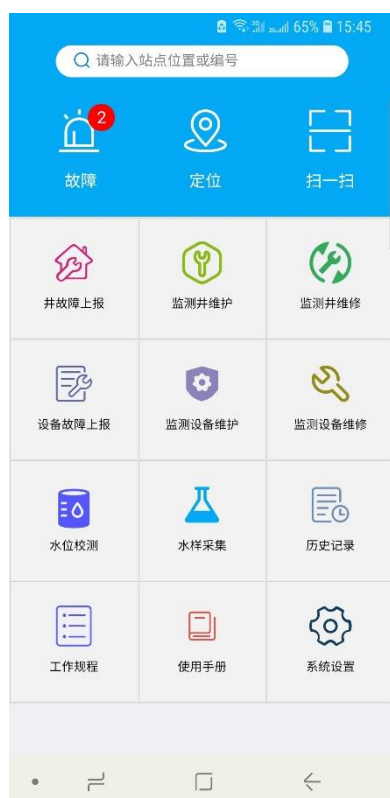 65% 15:45
请输入站点位置或编号
2
故障 定位 扫一扫
井故障上报 监测井维护 监测井维修
设备故障上报 监测设备维护 监测设备维修
水位校测 水样采集 历史记录
工作规程 使用手册 系统设置